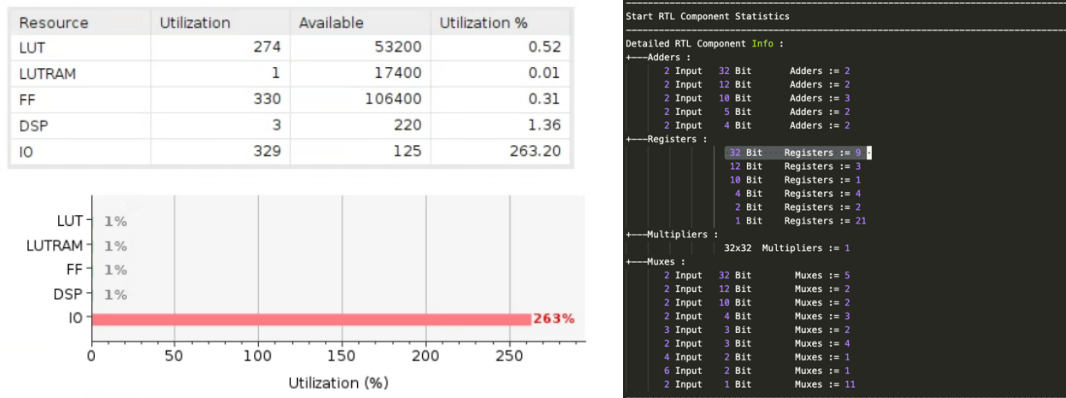 Resource Utilization Available Utilization %
LUT 274 53200 0.52
LUTRAM 1 17400 0.01
FF 330 106400 0.31
DSP 3 220 1.36
IO 329 125 263.20
LUT 1%
LUTRAM 1%
FF 1%
DSP 1%
IO 263%
0 50 100 150 200 250
Utilization (%)
Start RTL Component Statistics
Detailed RTL Component Info :
+---Adders :
2 Input 32 Bit Adders := 2
2 Input 12 Bit Adders := 2
2 Input 10 Bit Adders := 3
2 Input 5 Bit Adders := 2
2 Input 4 Bit Adders := 2
+---Registers :
32 Bit Registers := 9
12 Bit Registers := 3
10 Bit Registers := 1
4 Bit Registers := 4
2 Bit Registers := 2
1 Bit Registers := 21
+---Multipliers :
32x32 Multipliers := 1
+---Muxes :
2 Input 32 Bit Muxes := 5
2 Input 12 Bit Muxes := 2
2 Input 10 Bit Muxes := 2
2 Input 4 Bit Muxes := 3
3 Input 3 Bit Muxes := 2
2 Input 3 Bit Muxes := 4
4 Input 2 Bit Muxes := 1
6 Input 2 Bit Muxes := 1
2 Input 1 Bit Muxes := 11